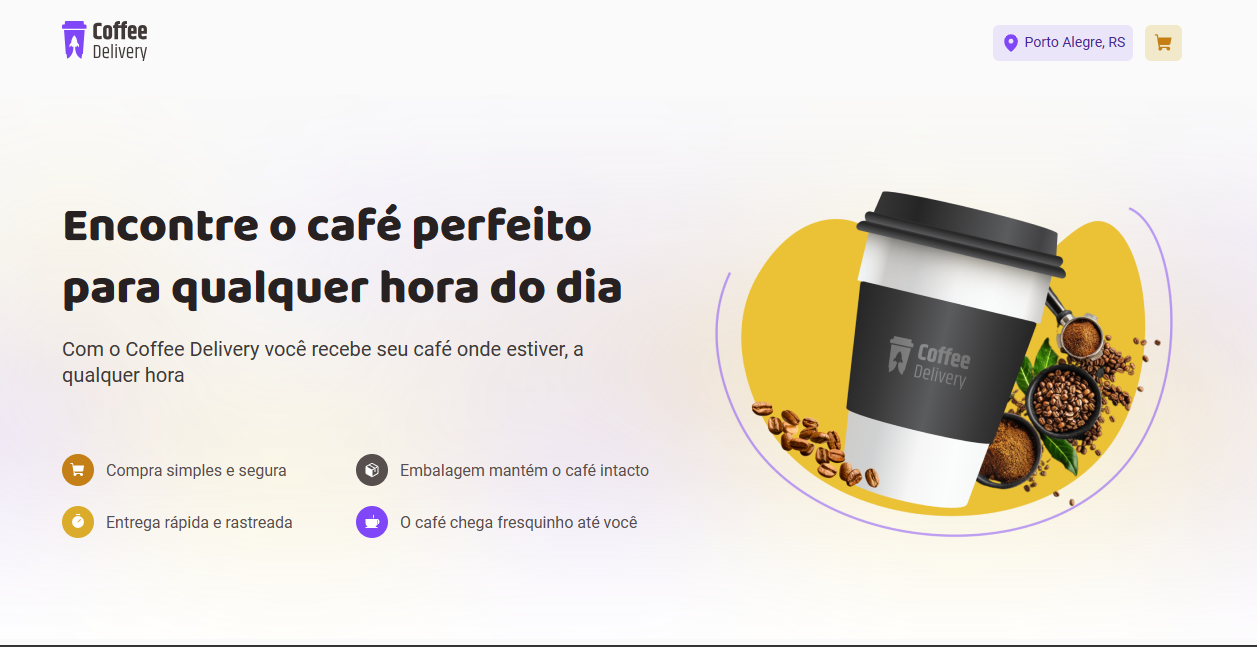 Coffee
Delivery
Porto Alegre, RS
Encontre o café perfeito
para qualquer hora do dia
Com o Coffee Delivery você recebe seu café onde estiver, a
qualquer hora
Compra simples e segura
Embalagem mantém o café intacto
Entrega rápida e rastreada
O café chega fresquinho até você
Coffee
Delivery